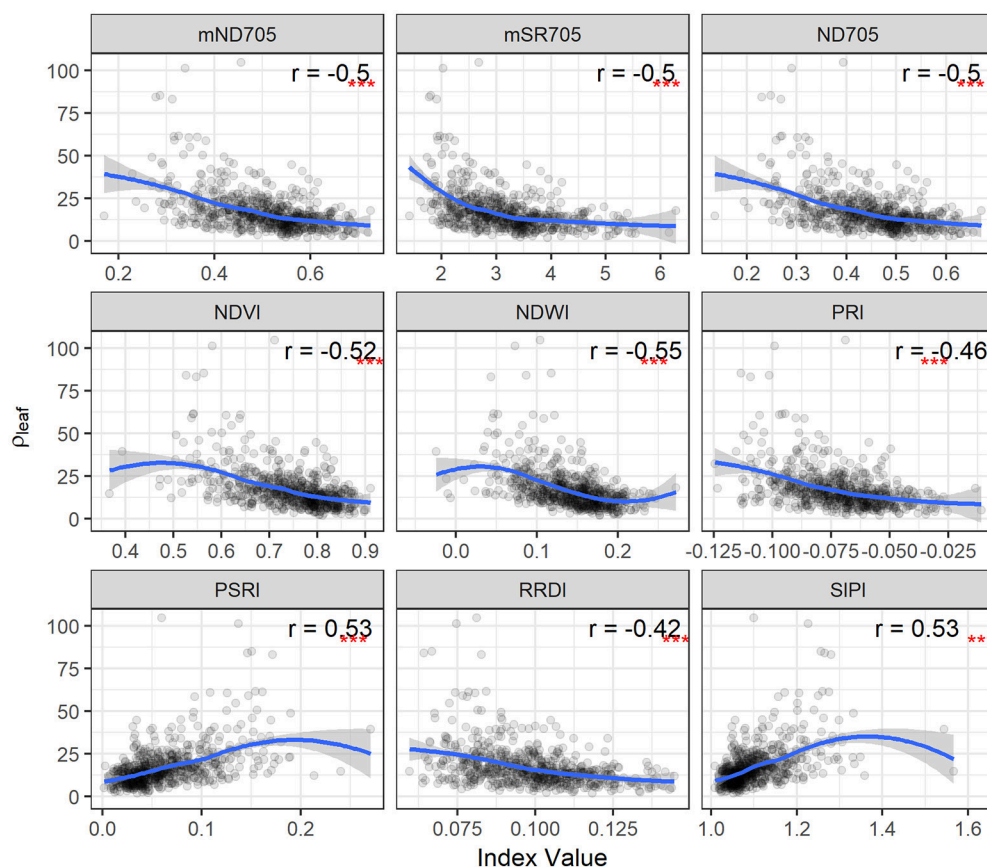 mND705 mSR705 ND705
r = -0.5 r = -0.5 r = -0.5
*** *** ***
100
75
50
25
0
0.2 0.4 0.6 2 3 4 5 6 0.2 0.3 0.4 0.5 0.6
NDVI NDWI PRI
r = -0.52 r = -0.55 r = -0.46
*** *** ***
100
75
50
25
0
0.4 0.5 0.6 0.7 0.8 0.9 0.0 0.1 0.2 -0.125 -0.100 -0.075 -0.050 -0.025
ρleaf
PSRI RRDI SIPI
r = 0.53 r = -0.42 r = 0.53
*** *** **
100
75
50
25
0
0.0 0.1 0.2 0.075 0.100 0.125 1.0 1.2 1.4 1.6
Index Value